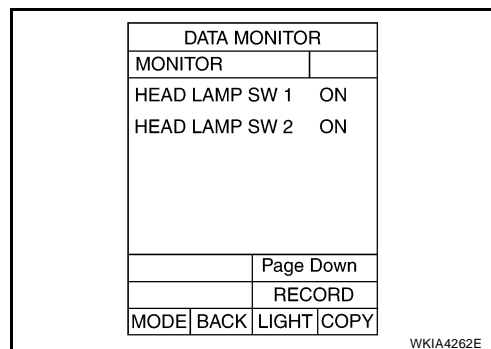 DATA MONITOR
MONITOR
HEAD LAMP SW 1 ON
HEAD LAMP SW 2 ON
Page Down
RECORD
MODE BACK LIGHT COPY
WKIA4262E